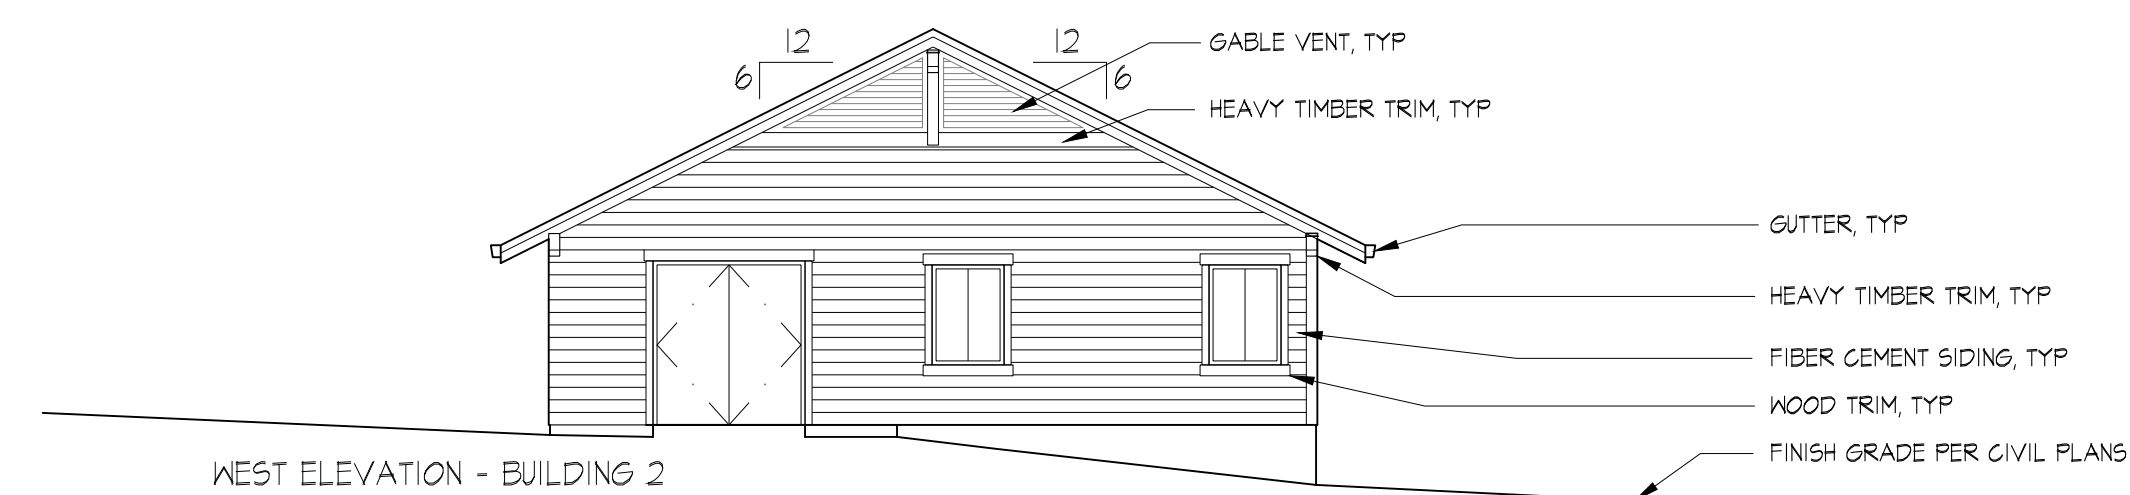 12
6
12
6
GABLE VENT, TYP
HEAVY TIMBER TRIM, TYP
GUTTER, TYP
HEAVY TIMBER TRIM, TYP
FIBER CEMENT SIDING, TYP
WOOD TRIM, TYP
FINISH GRADE PER CIVIL PLANS
WEST ELEVATION - BUILDING 2